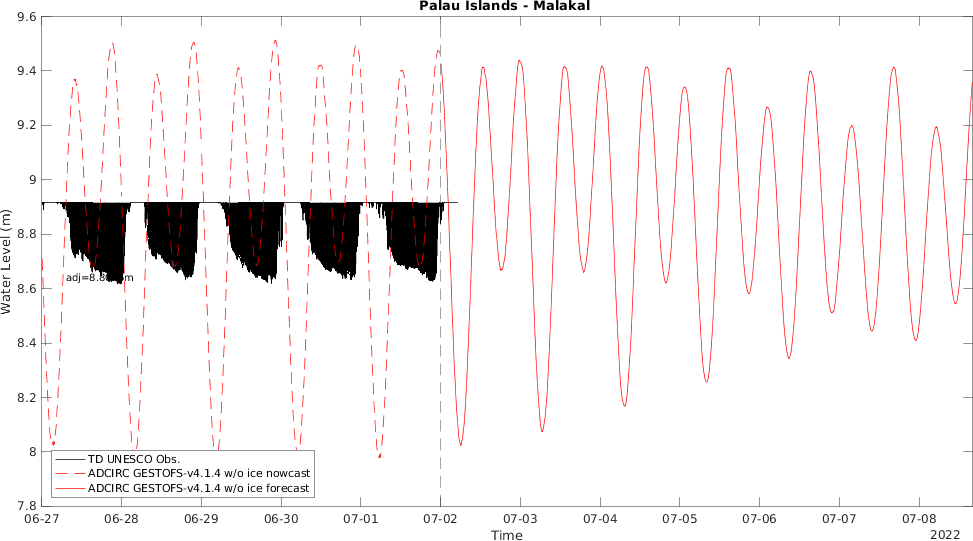 Palau Islands - Malakal
9.6
9.4
9.2
9
8.8
8.6
8.4
8.2
8
7.8
Water Level (m)
TD UNESCO Obs.
ADCIRC GESTOFS-v4.1.4 w/o ice nowcast
ADCIRC GESTOFS-v4.1.4 w/o ice forecast
06-27 06-28 06-29 06-30 07-01 07-02 07-03 07-04 07-05 07-06 07-07 07-08
Time
2022